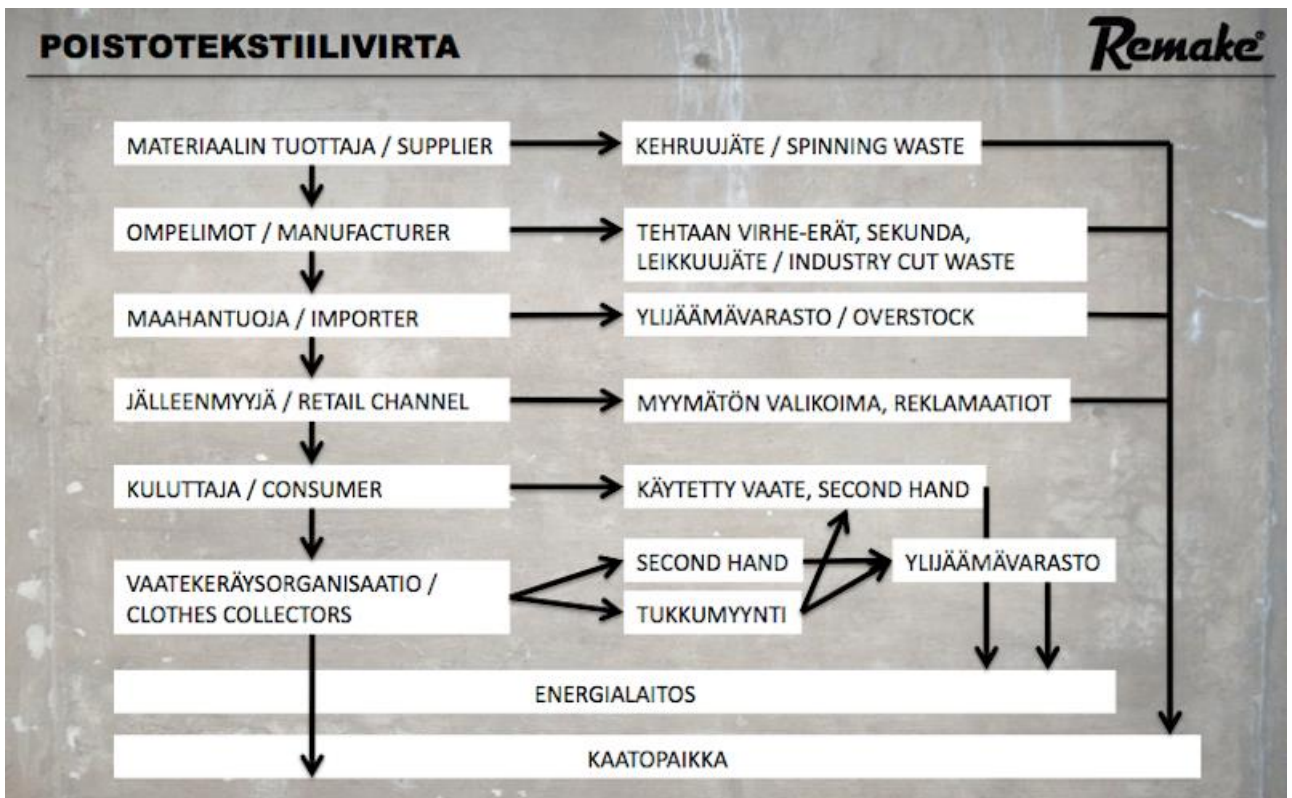 POISTOTEKSTIILIVIRTA
Remake®
MATERIAALIN TUOTTAJA / SUPPLIER
KEHRUUJÄTE / SPINNING WASTE
OMPELIMOT / MANUFACTURER
TEHTAAN VIRHE-ERÄT, SEKUNDA,
LEIKKUUJÄTE / INDUSTRY CUT WASTE
MAAHANTUOJA / IMPORTER
YLIJÄÄMÄVARASTO / OVERSTOCK
JÄLLEENMYYJÄ / RETAIL CHANNEL
MYYMÄTÖN VALIKOIMA, REKLAMAATIOT
KULUTTAJA / CONSUMER
KÄYTETTY VAATE, SECOND HAND
VAATEKERÄYSORGANISAATIO /
CLOTHES COLLECTORS
SECOND HAND
YLIJÄÄMÄVARASTO
TUKKUMYYNTI
ENERGIALAITOS
KAATOPAIKKA